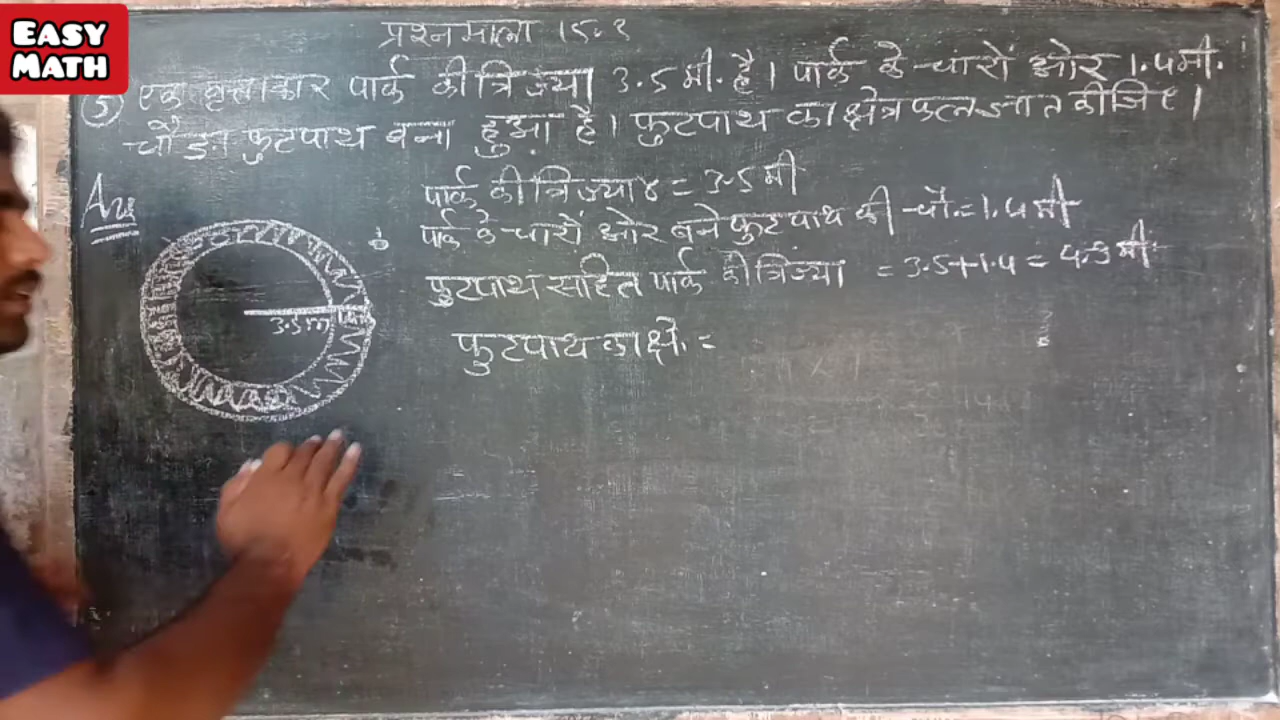 EASY
MATH
प्रश्नमाला 15.1
⑤ एक वृत्ताकार पार्क की त्रिज्या 3.5 मी. है। पार्क के चारों ओर 1.4 मी.
चौड़ा फुटपाथ बना हुआ है। फुटपाथ का क्षेत्रफल ज्ञात कीजिए।
Ans
पार्क की त्रिज्या r = 3.5 मी
पार्क के चारों ओर बने फुटपाथ की चौ. = 1.4 मी
फुटपाथ सहित पार्क की त्रिज्या = 3.5+1.4 = 4.9 मी.
3.5m
फुटपाथ का क्षे. =